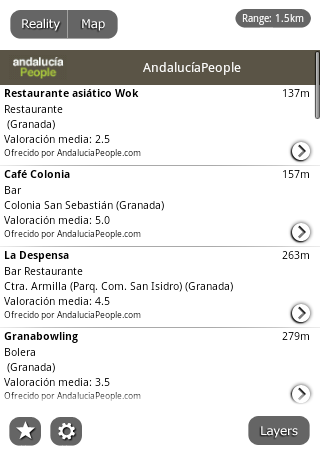 Reality Map
Range: 1.5km
andalucía
People
AndalucíaPeople
Restaurante asiático Wok 137m
Restaurante
(Granada)
Valoración media: 2.5
Ofrecido por AndaluciaPeople.com
Café Colonia 157m
Bar
Colonia San Sebastián (Granada)
Valoración media: 5.0
Ofrecido por AndaluciaPeople.com
La Despensa 263m
Bar Restaurante
Ctra. Armilla (Parq. Com. San Isidro) (Granada)
Valoración media: 4.5
Ofrecido por AndaluciaPeople.com
Granabowling 279m
Bolera
(Granada)
Valoración media: 3.5
Ofrecido por AndaluciaPeople.com
Layers